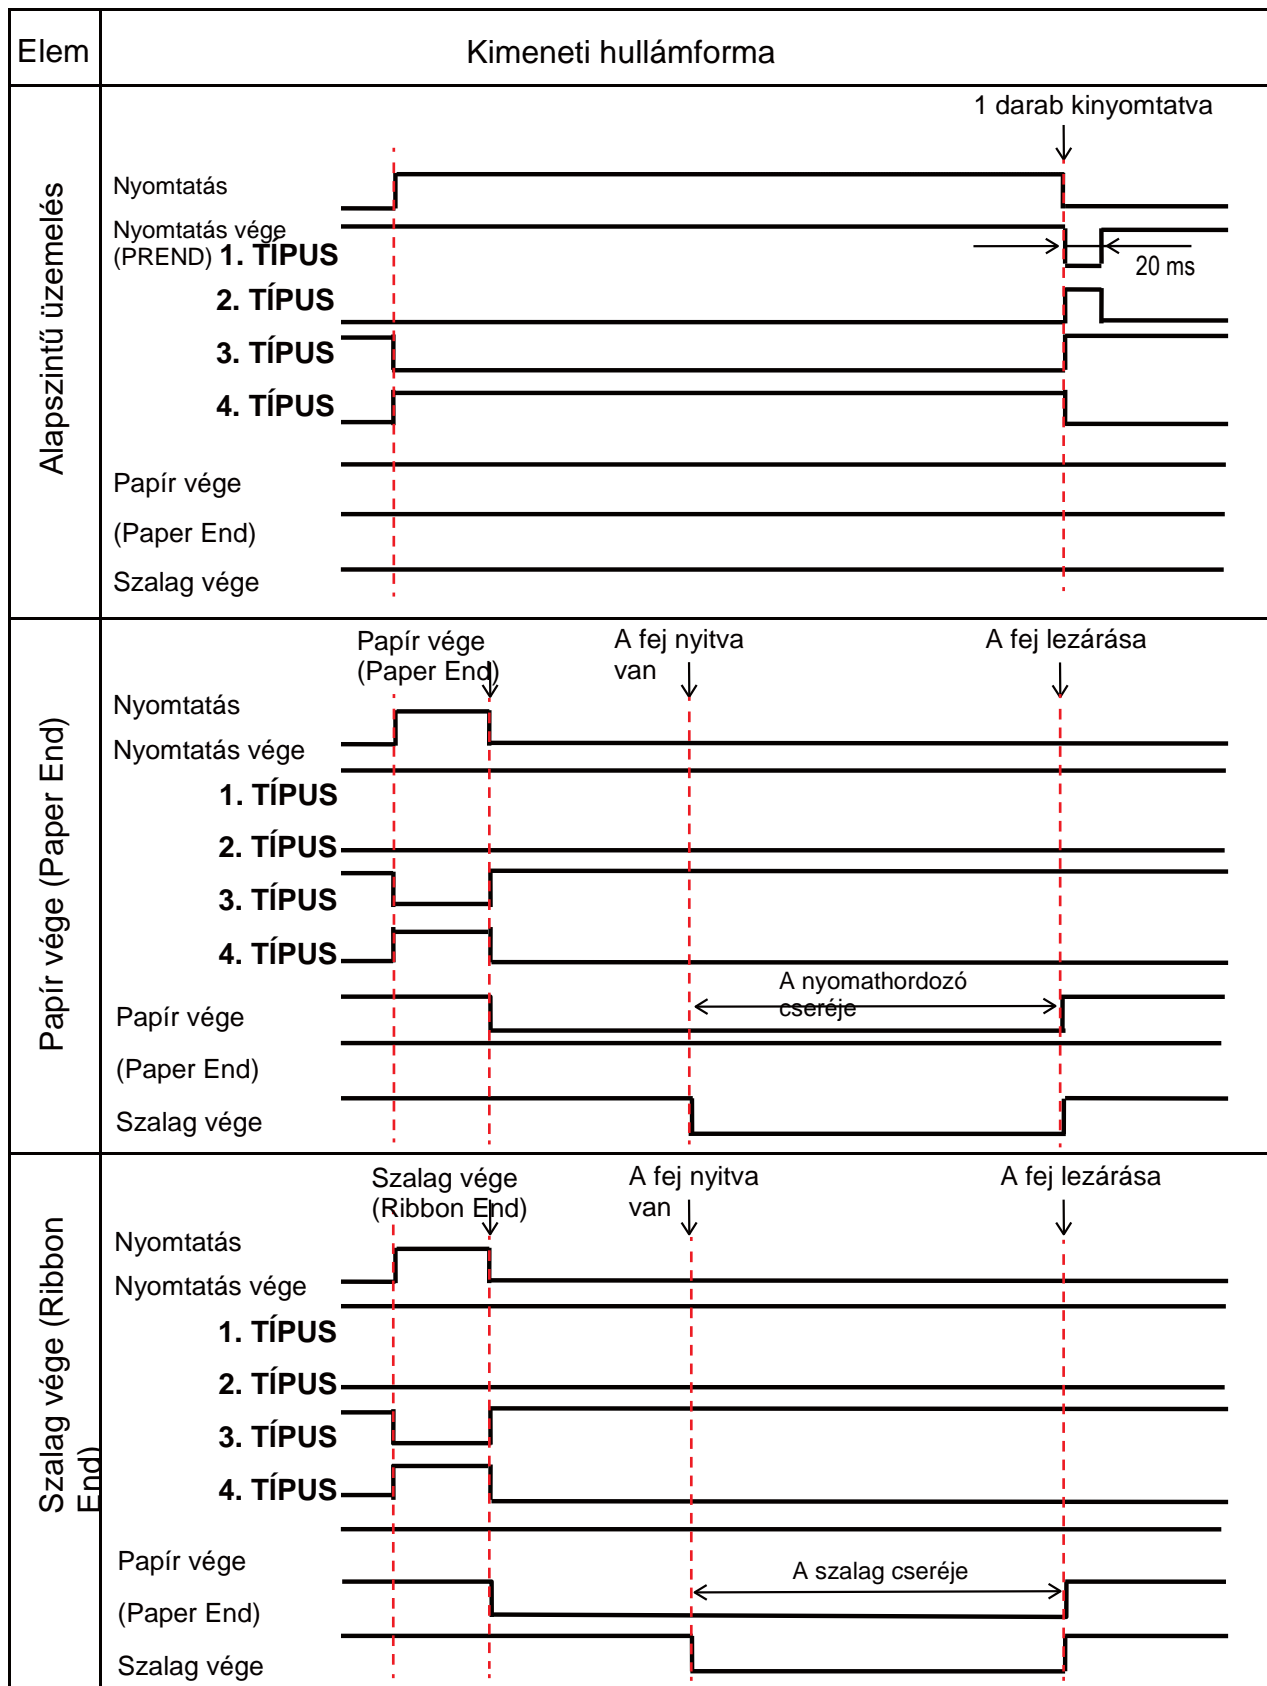 Elem
Kimeneti hullámforma
Alapszintű üzemelés
1 darab kinyomtatva
Nyomtatás
Nyomtatás vége
(PREND) 1. TÍPUS
20 ms
2. TÍPUS
3. TÍPUS
4. TÍPUS
Papír vége
(Paper End)
Szalag vége
Papír vége (Paper End)
Papír vége
(Paper End)
A fej nyitva
van
A fej lezárása
Nyomtatás
Nyomtatás vége
1. TÍPUS
2. TÍPUS
3. TÍPUS
4. TÍPUS
A nyomathordozó
cseréje
Papír vége
(Paper End)
Szalag vége
Szalag vége (Ribbon
End)
Szalag vége
(Ribbon End)
A fej nyitva
van
A fej lezárása
Nyomtatás
Nyomtatás vége
1. TÍPUS
2. TÍPUS
3. TÍPUS
4. TÍPUS
Papír vége
A szalag cseréje
(Paper End)
Szalag vége